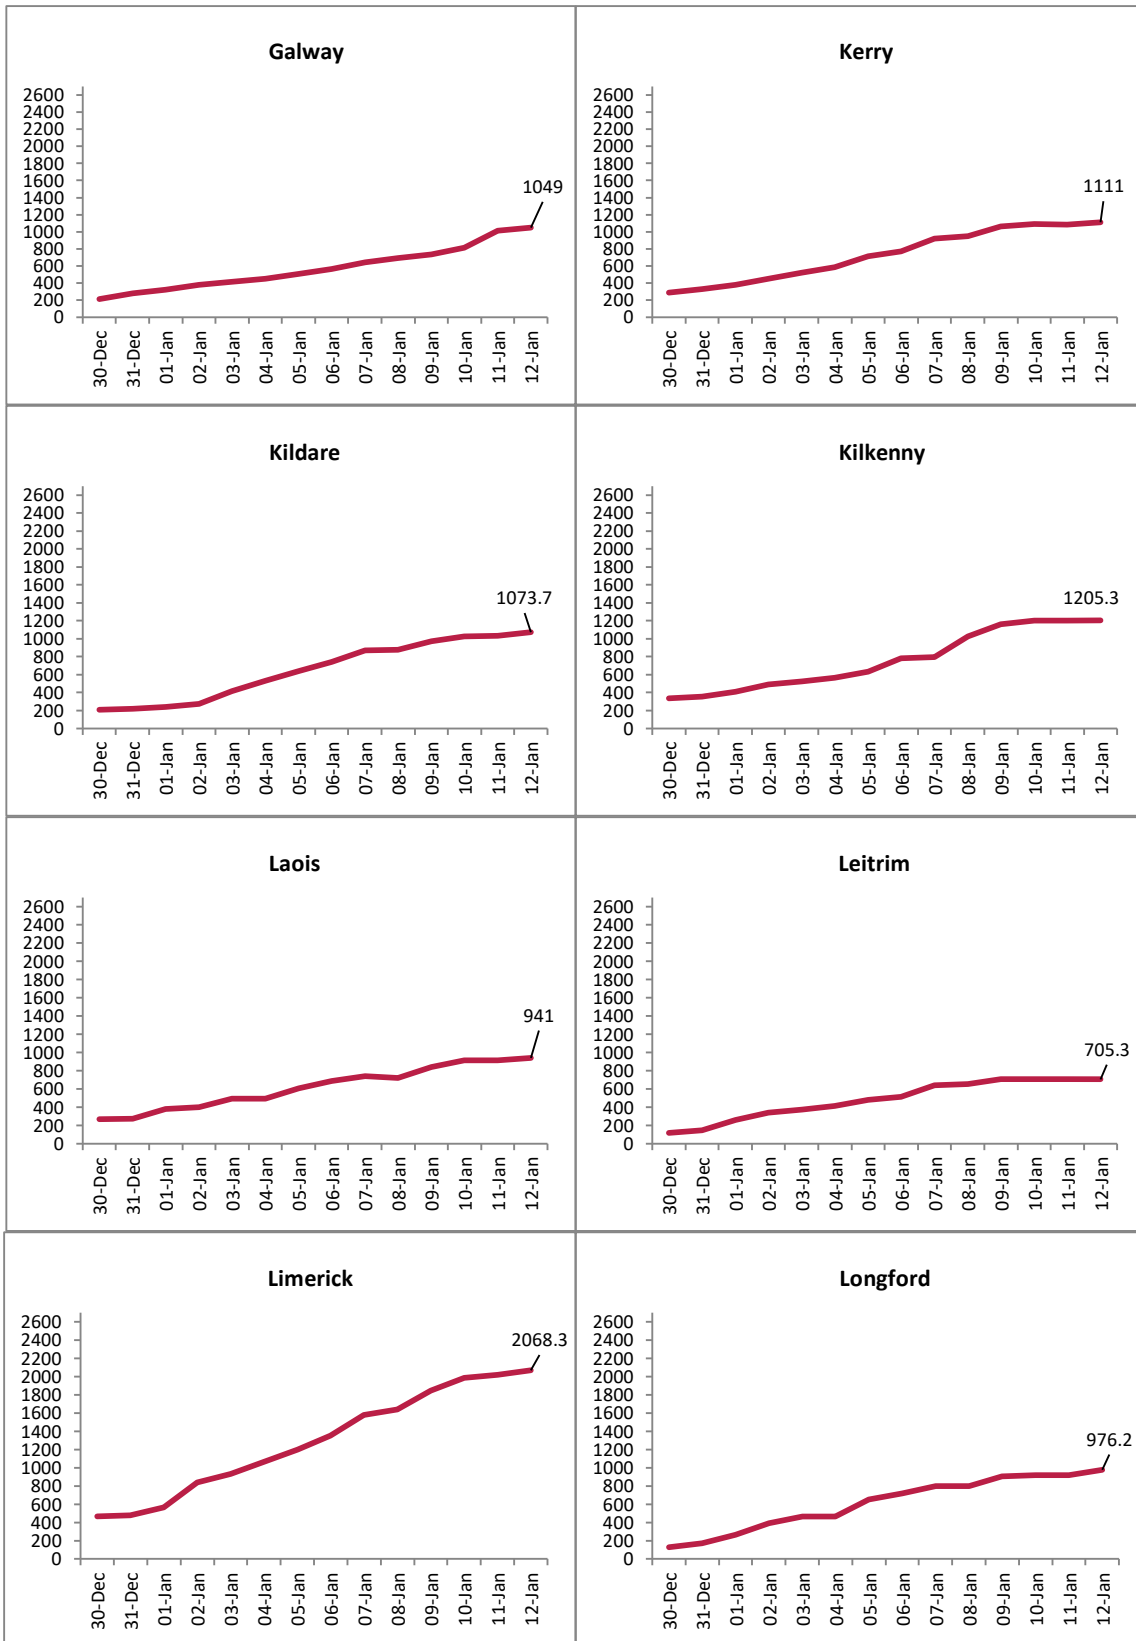 Galway
2600
2400
2200
2000
1800
1600
1400
1200
1000
800
600
400
200
0
1049
30-Dec
31-Dec
01-Jan
02-Jan
03-Jan
04-Jan
05-Jan
06-Jan
07-Jan
08-Jan
09-Jan
10-Jan
11-Jan
12-Jan
Kerry
2600
2400
2200
2000
1800
1600
1400
1200
1000
800
600
400
200
0
1111
30-Dec
31-Dec
01-Jan
02-Jan
03-Jan
04-Jan
05-Jan
06-Jan
07-Jan
08-Jan
09-Jan
10-Jan
11-Jan
12-Jan
Kildare
2600
2400
2200
2000
1800
1600
1400
1200
1000
800
600
400
200
0
1073.7
30-Dec
31-Dec
01-Jan
02-Jan
03-Jan
04-Jan
05-Jan
06-Jan
07-Jan
08-Jan
09-Jan
10-Jan
11-Jan
12-Jan
Kilkenny
2600
2400
2200
2000
1800
1600
1400
1200
1000
800
600
400
200
0
1205.3
30-Dec
31-Dec
01-Jan
02-Jan
03-Jan
04-Jan
05-Jan
06-Jan
07-Jan
08-Jan
09-Jan
10-Jan
11-Jan
12-Jan
Laois
2600
2400
2200
2000
1800
1600
1400
1200
1000
800
600
400
200
0
941
30-Dec
31-Dec
01-Jan
02-Jan
03-Jan
04-Jan
05-Jan
06-Jan
07-Jan
08-Jan
09-Jan
10-Jan
11-Jan
12-Jan
Leitrim
2600
2400
2200
2000
1800
1600
1400
1200
1000
800
600
400
200
0
705.3
30-Dec
31-Dec
01-Jan
02-Jan
03-Jan
04-Jan
05-Jan
06-Jan
07-Jan
08-Jan
09-Jan
10-Jan
11-Jan
12-Jan
Limerick
2600
2400
2200
2000
1800
1600
1400
1200
1000
800
600
400
200
0
2068.3
30-Dec
31-Dec
01-Jan
02-Jan
03-Jan
04-Jan
05-Jan
06-Jan
07-Jan
08-Jan
09-Jan
10-Jan
11-Jan
12-Jan
Longford
2600
2400
2200
2000
1800
1600
1400
1200
1000
800
600
400
200
0
976.2
30-Dec
31-Dec
01-Jan
02-Jan
03-Jan
04-Jan
05-Jan
06-Jan
07-Jan
08-Jan
09-Jan
10-Jan
11-Jan
12-Jan